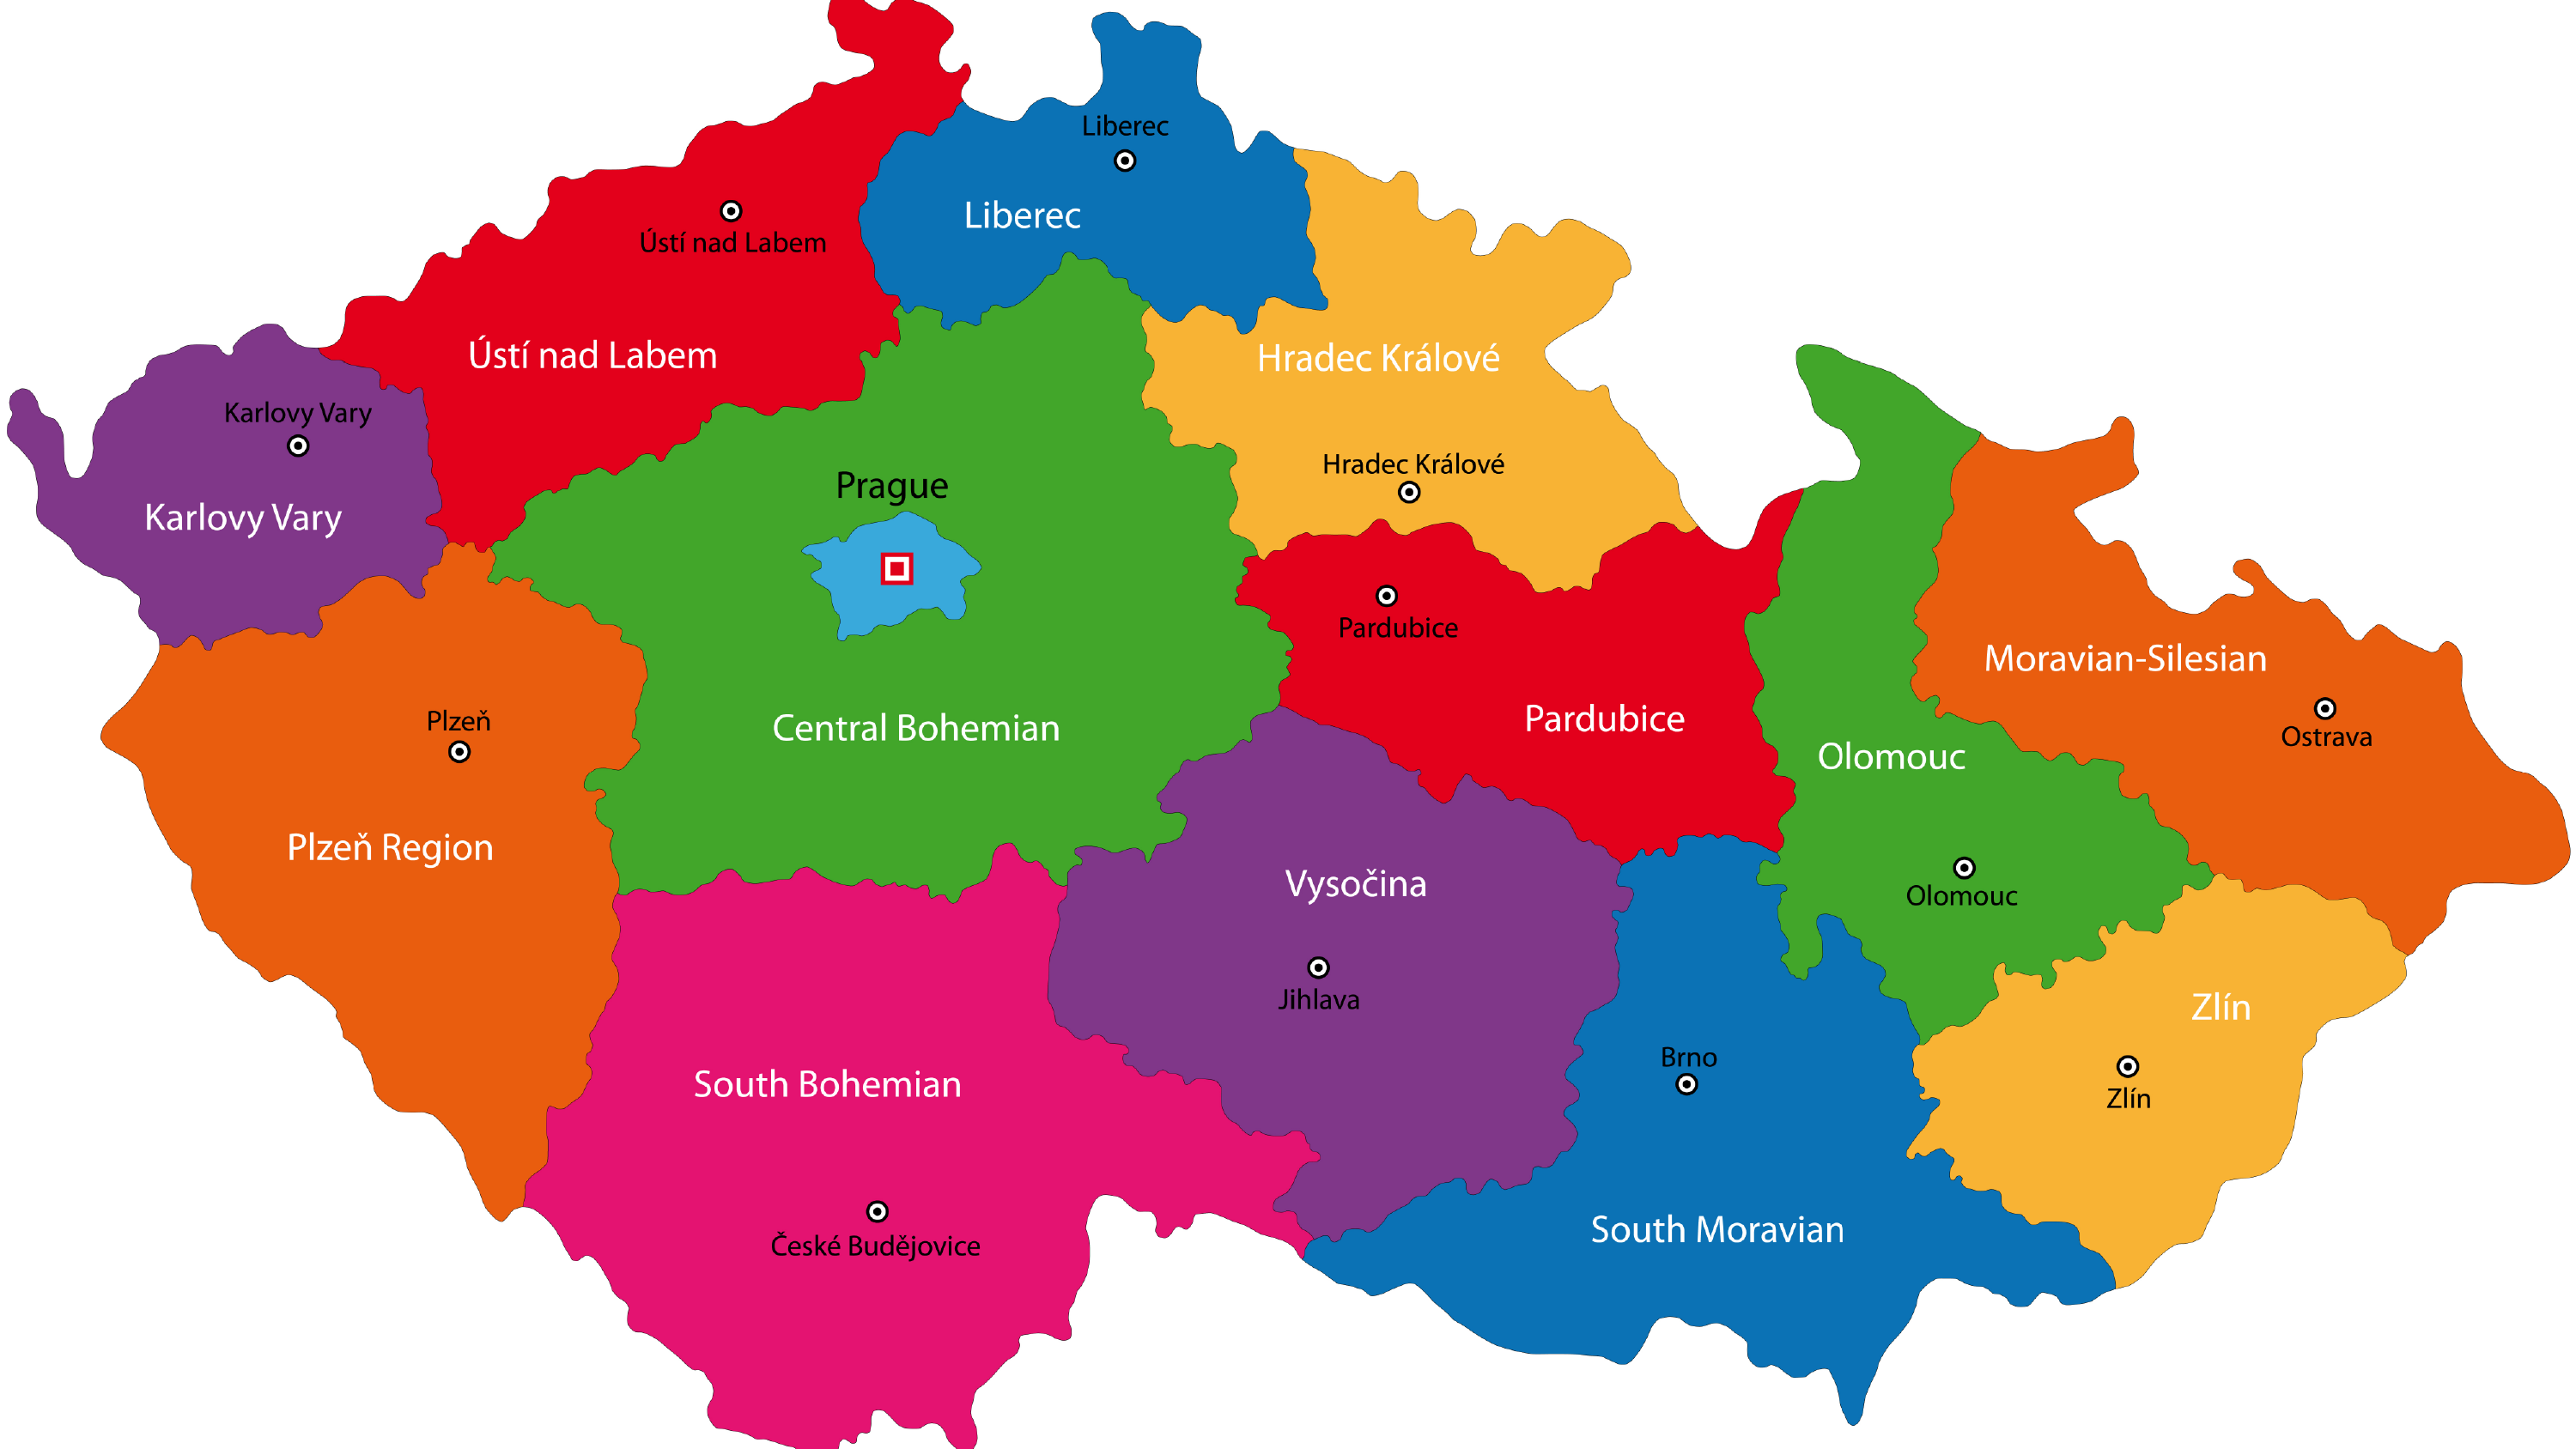 Liberec
Liberec
Ústí nad Labem
Ústí nad Labem
Hradec Králové
Hradec Králové
Karlovy Vary
Karlovy Vary
Prague
Central Bohemian
Pardubice
Pardubice
Moravian-Silesian
Ostrava
Olomouc
Olomouc
Plzeň
Plzeň Region
Vysočina
Jihlava
Zlín
Zlín
Brno
South Moravian
South Bohemian
České Budějovice